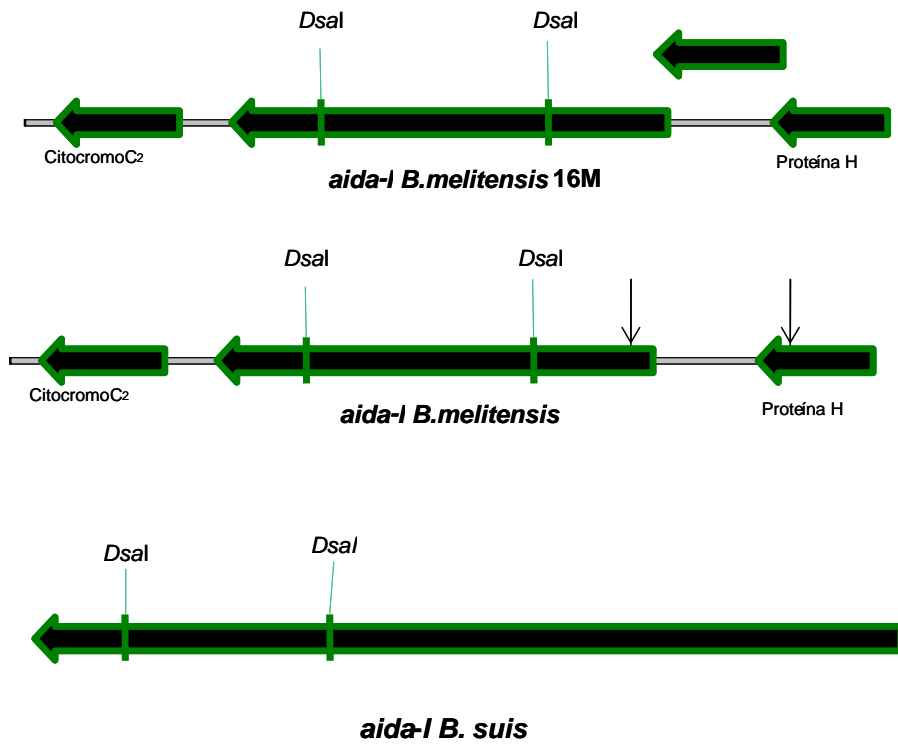 DsaI DsaI
CitocromoC2 Proteína H
aida-I B.melitensis 16M
DsaI DsaI
CitocromoC2 Proteína H
aida-I B.melitensis
DsaI DsaI
aida-I B. suis